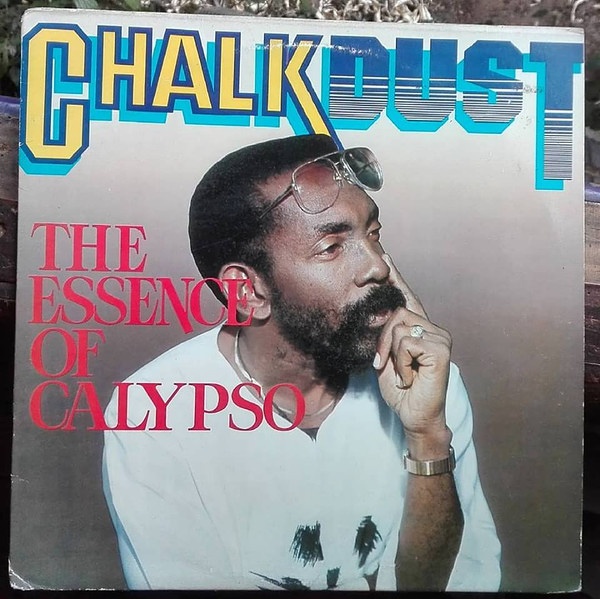 CHALKDUST
THE
ESSENCE
OF
CALYPSO